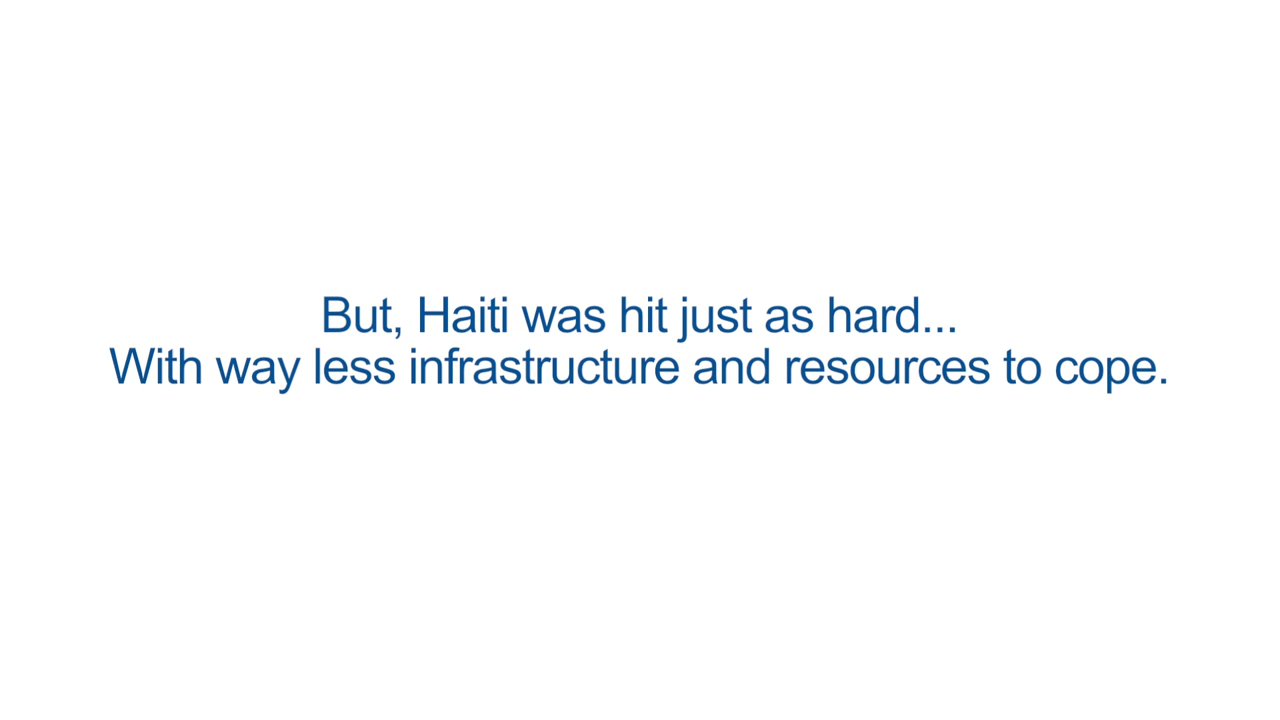 But, Haiti was hit just as hard...
With way less infrastructure and resources to cope.